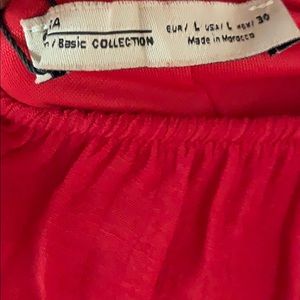 Basic COLLECTION
EUR / L USA / L MEX / 30
Made in Morocco